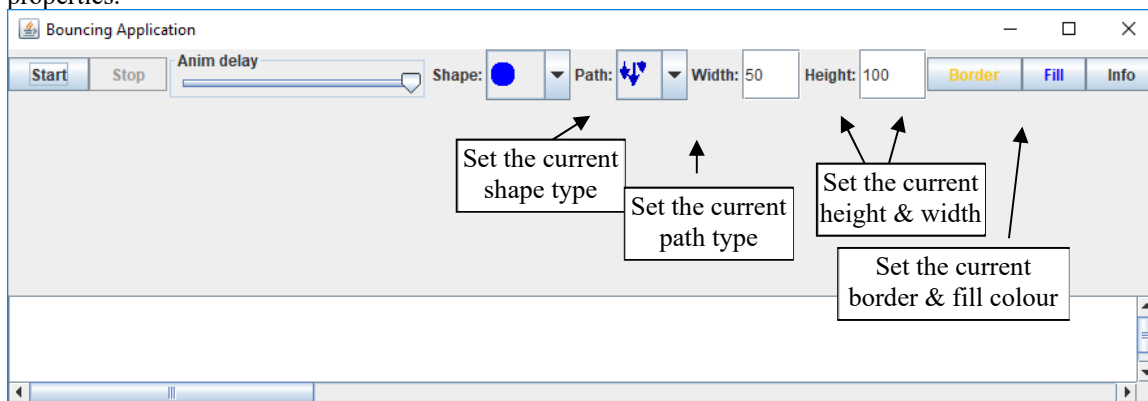 properties.
Bouncing Application
Start Stop Anim delay Shape: Path: Width: 50 Height: 100 Border Fill Info
Set the current
shape type
Set the current
path type
Set the current
height & width
Set the current
border & fill colour